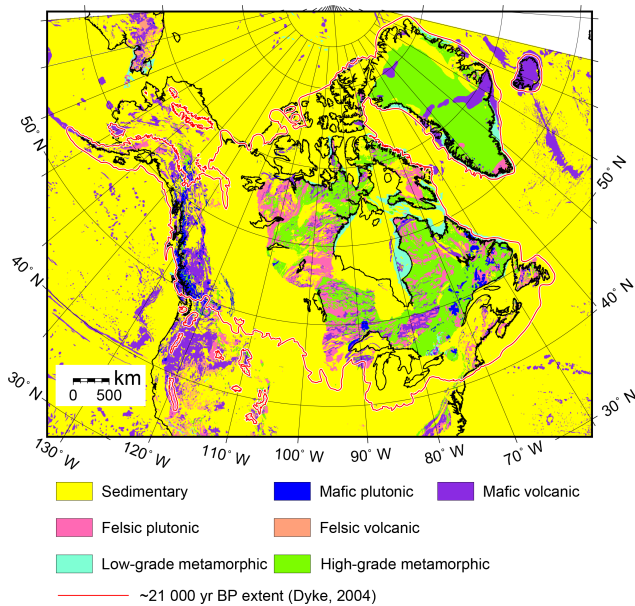 50° N
50° N
40° N
40° N
30° N
30° N
km
0 500
130° W 120° W 110° W 100° W 90° W 80° W 70° W
Sedimentary Mafic plutonic Mafic volcanic
Felsic plutonic Felsic volcanic
Low-grade metamorphic High-grade metamorphic
~21 000 yr BP extent (Dyke, 2004)